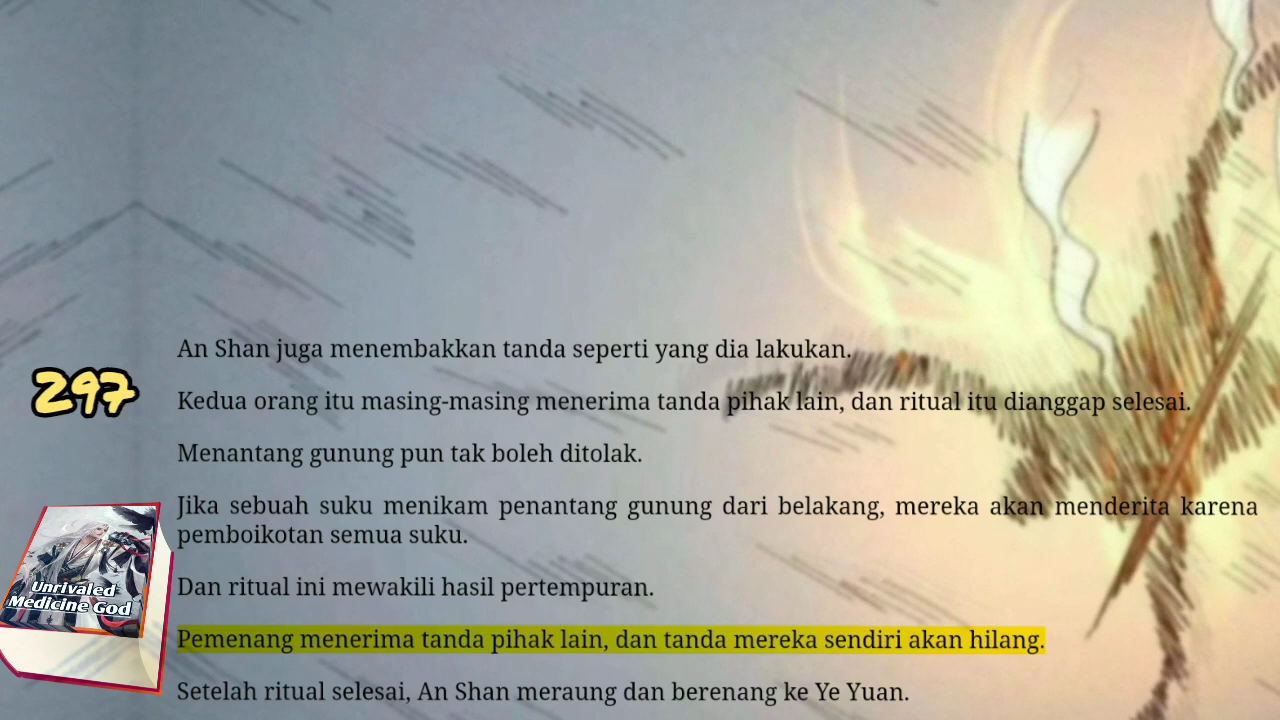 An Shan juga menembakkan tanda seperti yang dia lakukan.
297
Kedua orang itu masing-masing menerima tanda pihak lain, dan ritual itu dianggap selesai.
Menantang gunung pun tak boleh ditolak.
Jika sebuah suku menikam penantang gunung dari belakang, mereka akan menderita karena
pemboikotan semua suku.
Dan ritual ini mewakili hasil pertempuran.
Unrivaled
Medicine God
Pemenang menerima tanda pihak lain, dan tanda mereka sendiri akan hilang.
Setelah ritual selesai, An Shan meraung dan berenang ke Ye Yuan.